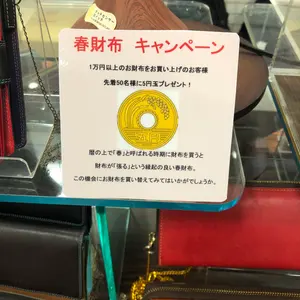 春財布 キャンペーン
1万円以上のお財布をお買い上げのお客様
先着50名様に5円玉プレゼント！
暦の上で「春」と呼ばれる時期に財布を買うと
財布が「張る」という縁起の良い春財布。
この機会にお財布を買い替えてみてはいかがでしょうか。